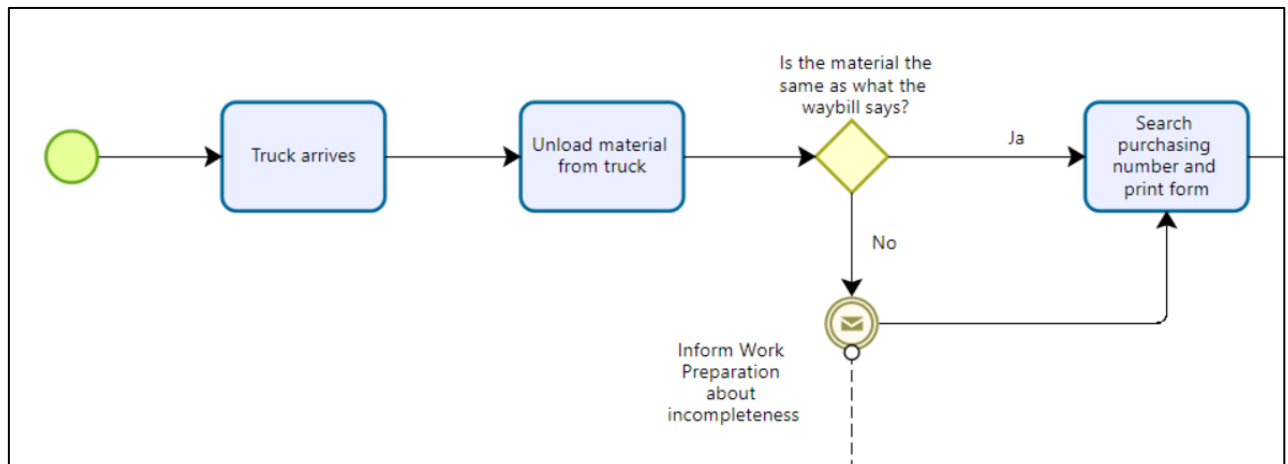 Truck arrives
Unload material
from truck
Is the material the
same as what the
waybill says?
Ja
Search
purchasing
number and
print form
No
Inform Work
Preparation
about
incompleteness